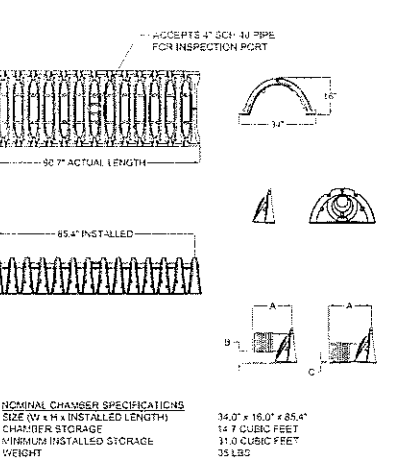 ACCEPTS 4" SCH 40 PIPE
FOR INSPECTION PORT
16"
34"
90.7" ACTUAL LENGTH
85.4" INSTALLED
A
A
B
C
NOMINAL CHAMBER SPECIFICATIONS
SIZE (W x H x INSTALLED LENGTH) 34.0" x 16.0" x 85.4"
CHAMBER STORAGE 14.7 CUBIC FEET
MINIMUM INSTALLED STORAGE 31.0 CUBIC FEET
WEIGHT 35 LBS